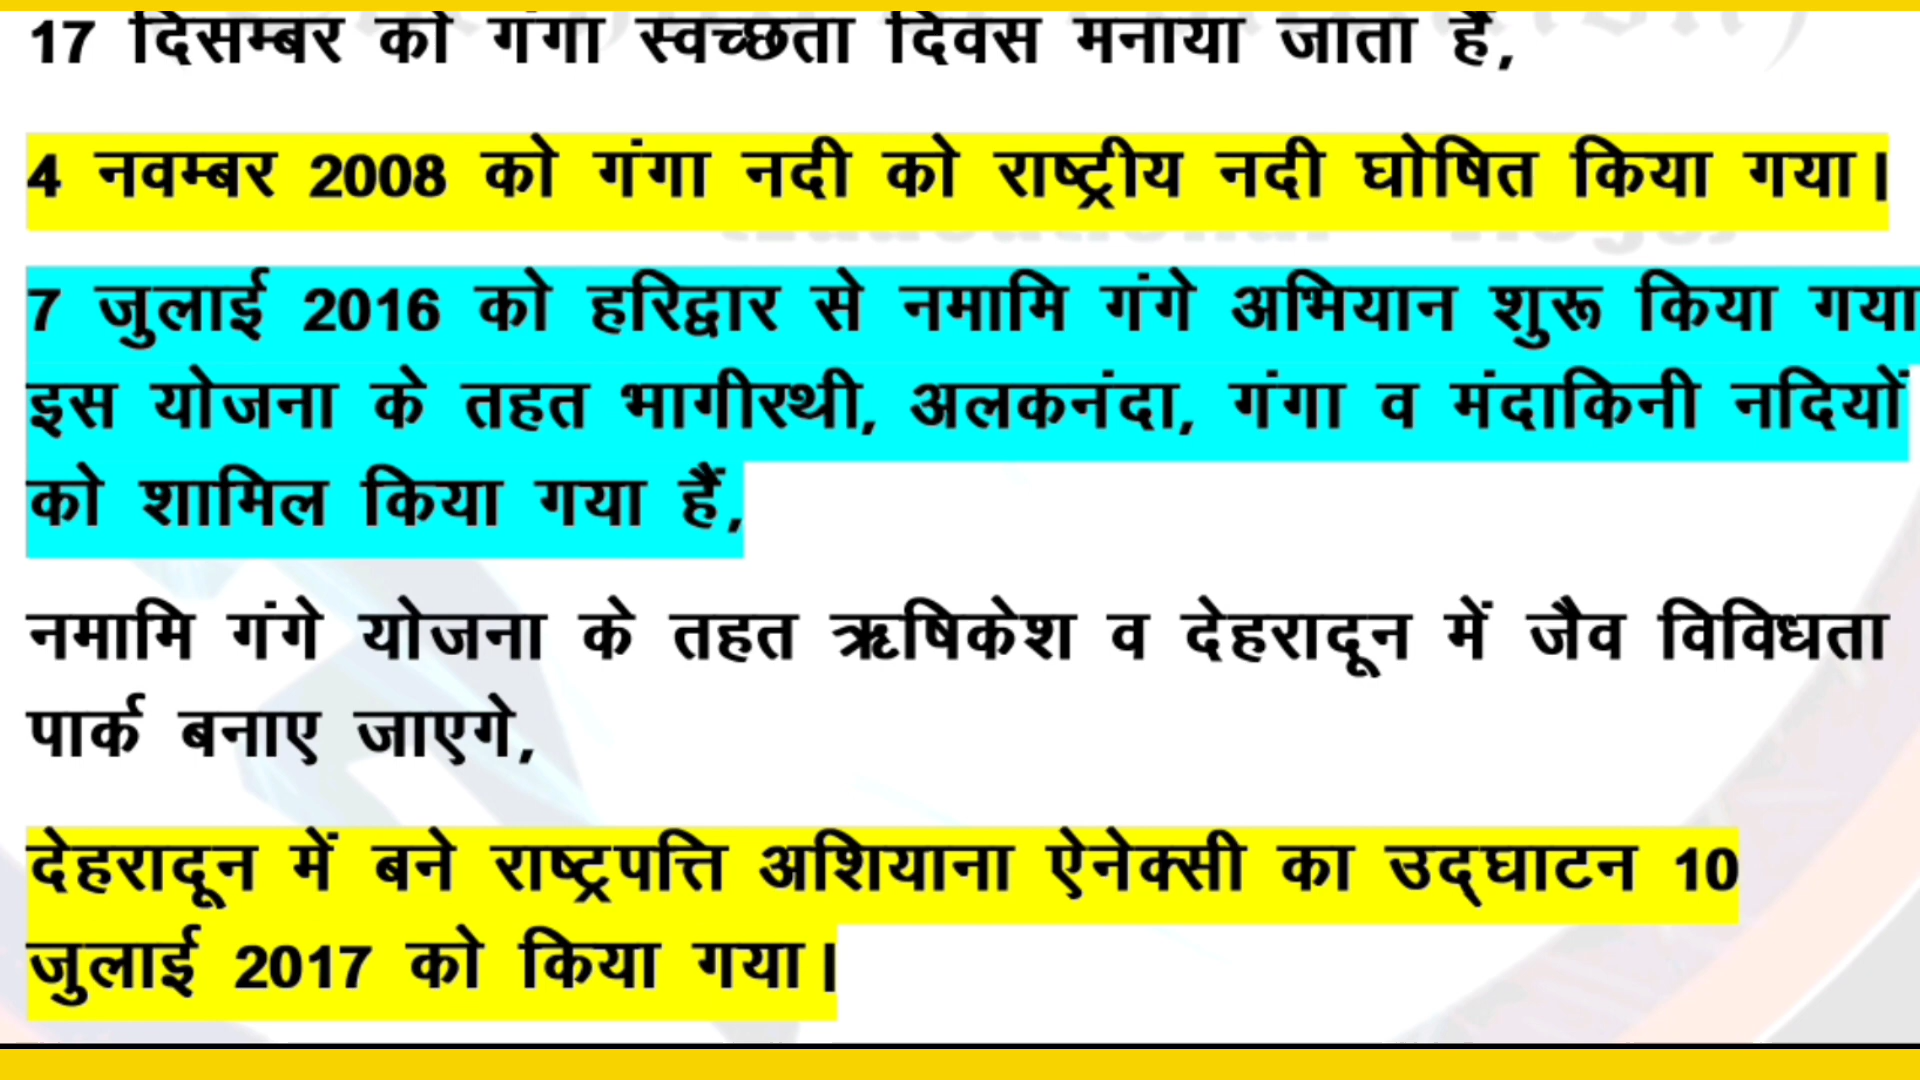 17 दिसम्बर को गंगा स्वच्छता दिवस मनाया जाता हैं,
4 नवम्बर 2008 को गंगा नदी को राष्ट्रीय नदी घोषित किया गया।
7 जुलाई 2016 को हरिद्वार से नमामि गंगे अभियान शुरू किया गया
इस योजना के तहत भागीरथी, अलकनंदा, गंगा व मंदाकिनी नदियों
को शामिल किया गया हैं,
नमामि गंगे योजना के तहत ऋषिकेश व देहरादून में जैव विविधता
पार्क बनाए जाएगे,
देहरादून में बने राष्ट्रपत्ति अशियाना ऐनेक्सी का उद्घाटन 10
जुलाई 2017 को किया गया।